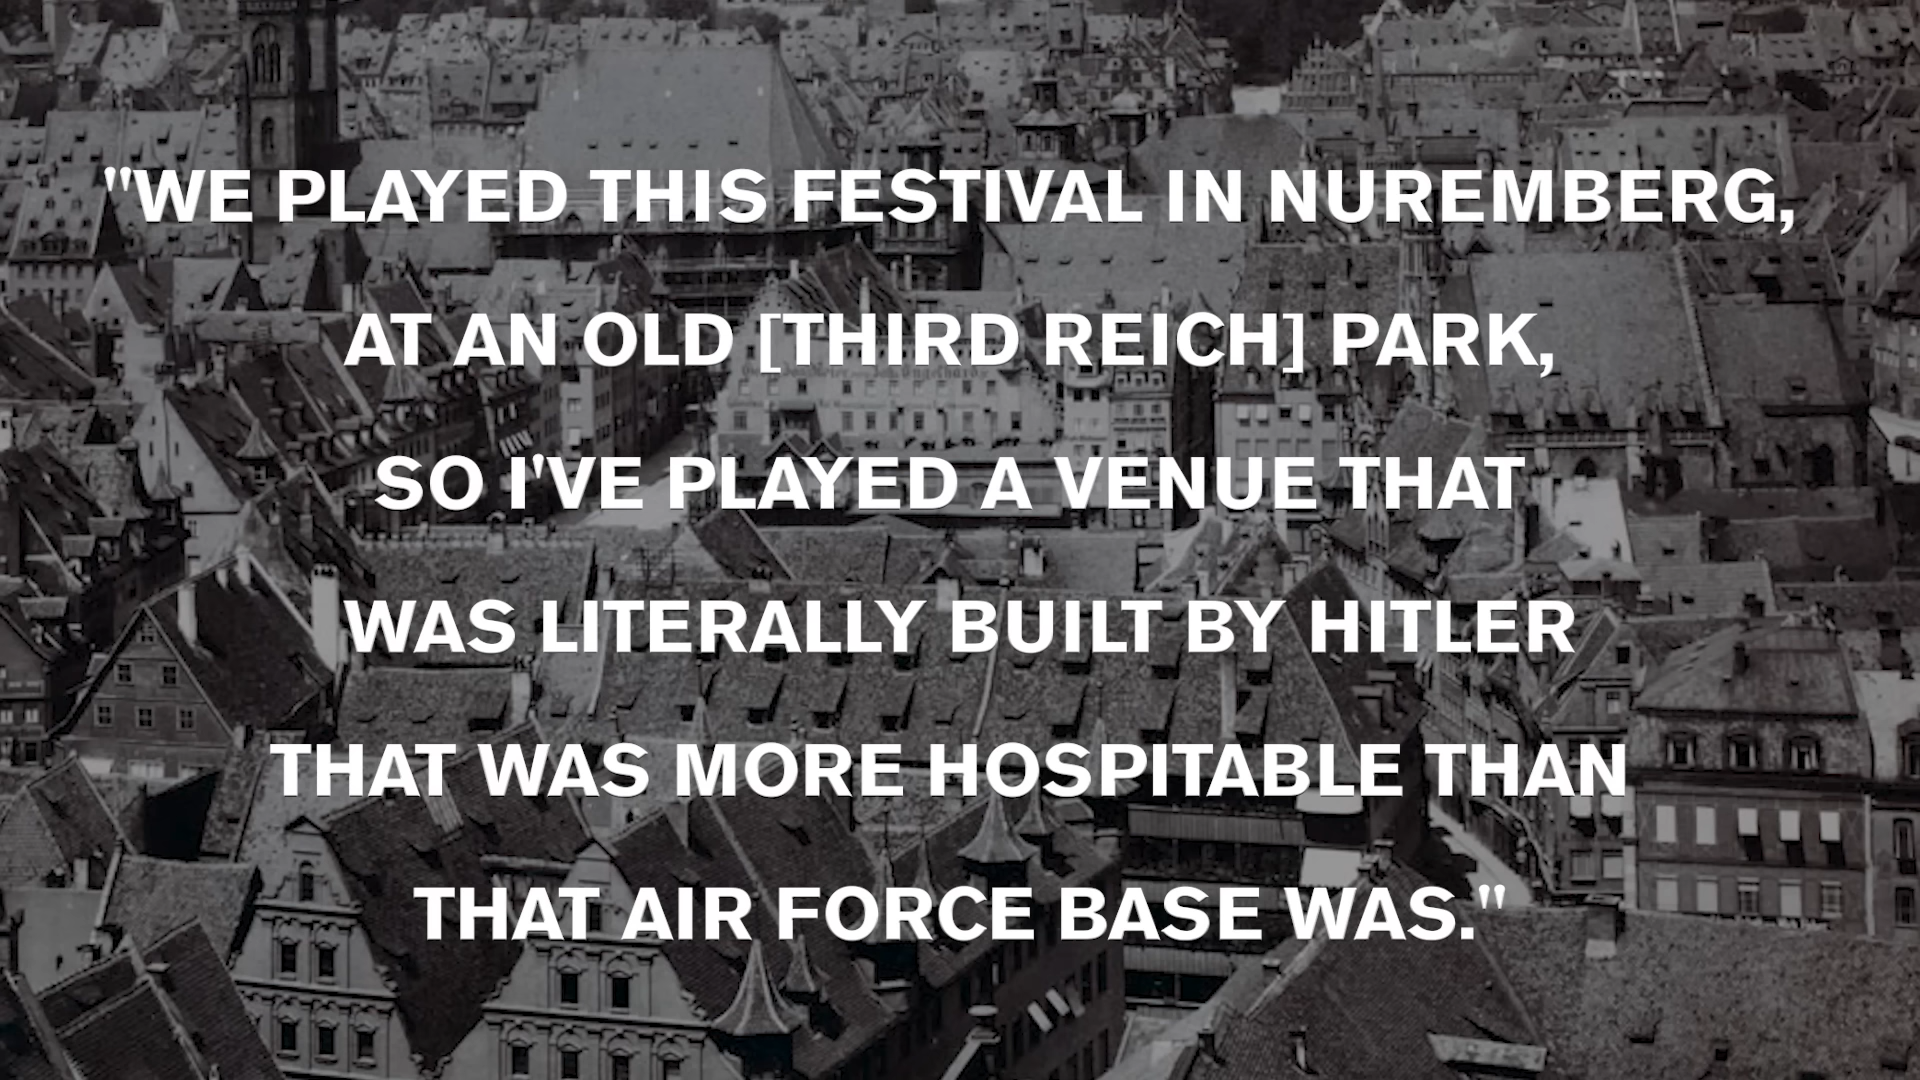 "WE PLAYED THIS FESTIVAL IN NUREMBERG,
AT AN OLD [THIRD REICH] PARK,
SO I'VE PLAYED A VENUE THAT
WAS LITERALLY BUILT BY HITLER
THAT WAS MORE HOSPITABLE THAN
THAT AIR FORCE BASE WAS."